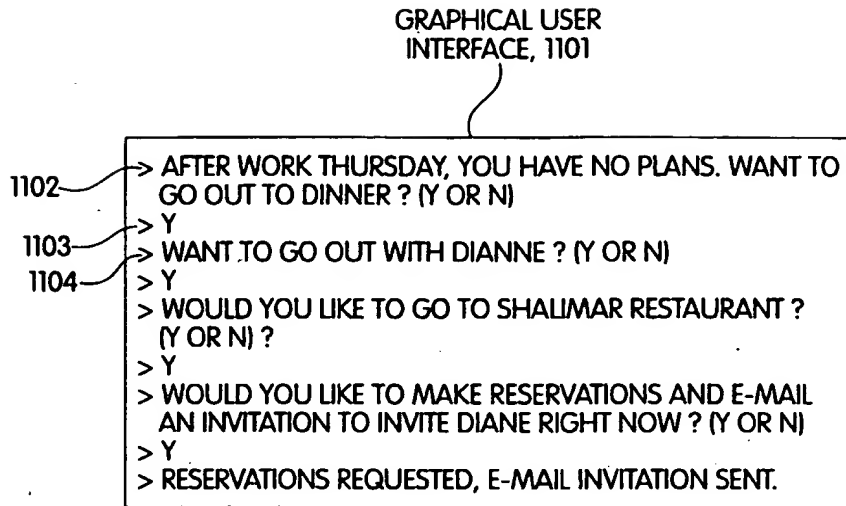 GRAPHICAL USER
INTERFACE, 1101
1102
> AFTER WORK THURSDAY, YOU HAVE NO PLANS. WANT TO
GO OUT TO DINNER ? (Y OR N)
1103
> Y
1104
> WANT TO GO OUT WITH DIANNE ? (Y OR N)
> Y
> WOULD YOU LIKE TO GO TO SHALIMAR RESTAURANT ?
(Y OR N) ?
> Y
> WOULD YOU LIKE TO MAKE RESERVATIONS AND E-MAIL
AN INVITATION TO INVITE DIANE RIGHT NOW ? (Y OR N)
> Y
> RESERVATIONS REQUESTED, E-MAIL INVITATION SENT.